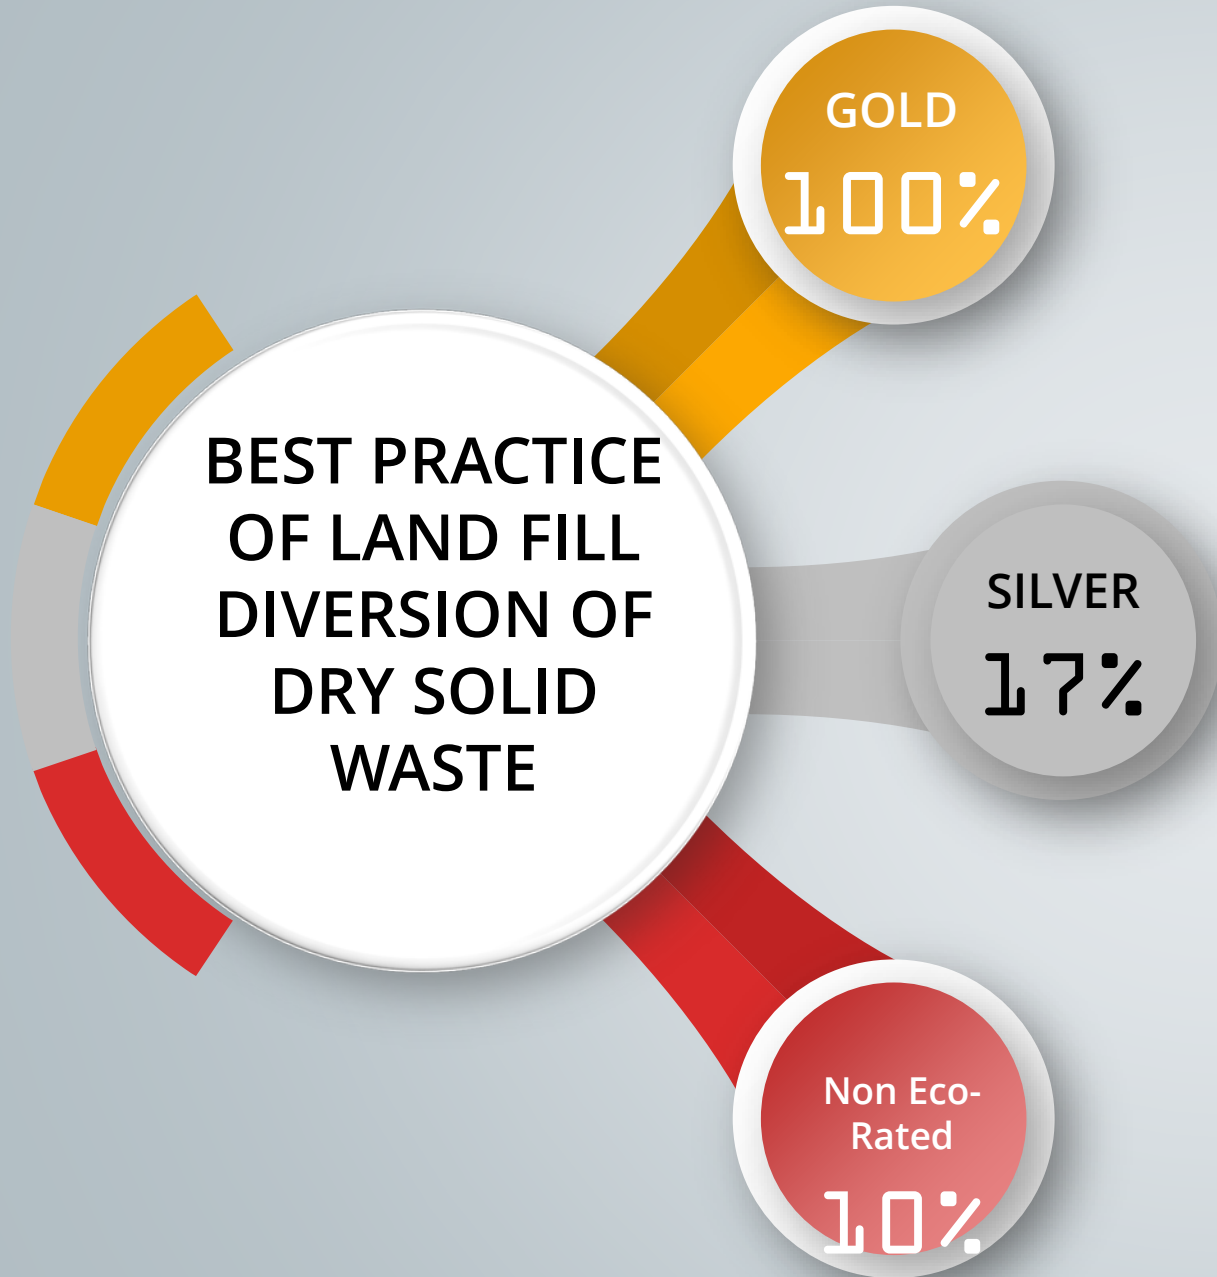 BEST PRACTICE
OF LAND FILL
DIVERSION OF
DRY SOLID
WASTE
GOLD
100%
SILVER
17%
Non Eco-
Rated
10%